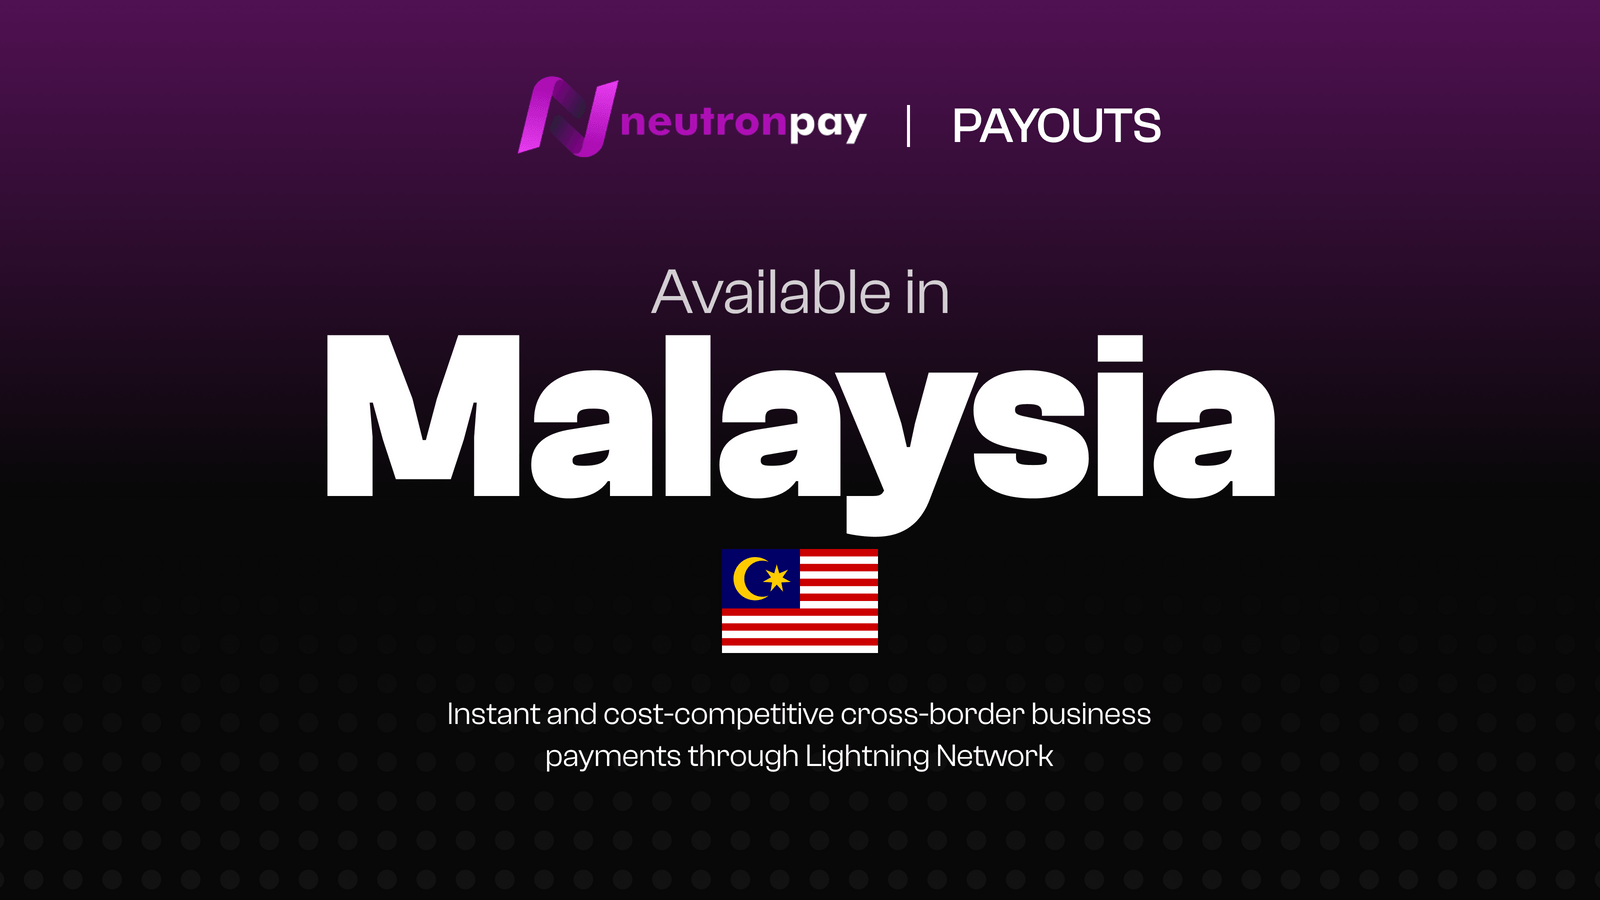 neutronpay | PAYOUTS
Available in
Malaysia
Instant and cost-competitive cross-border business
payments through Lightning Network